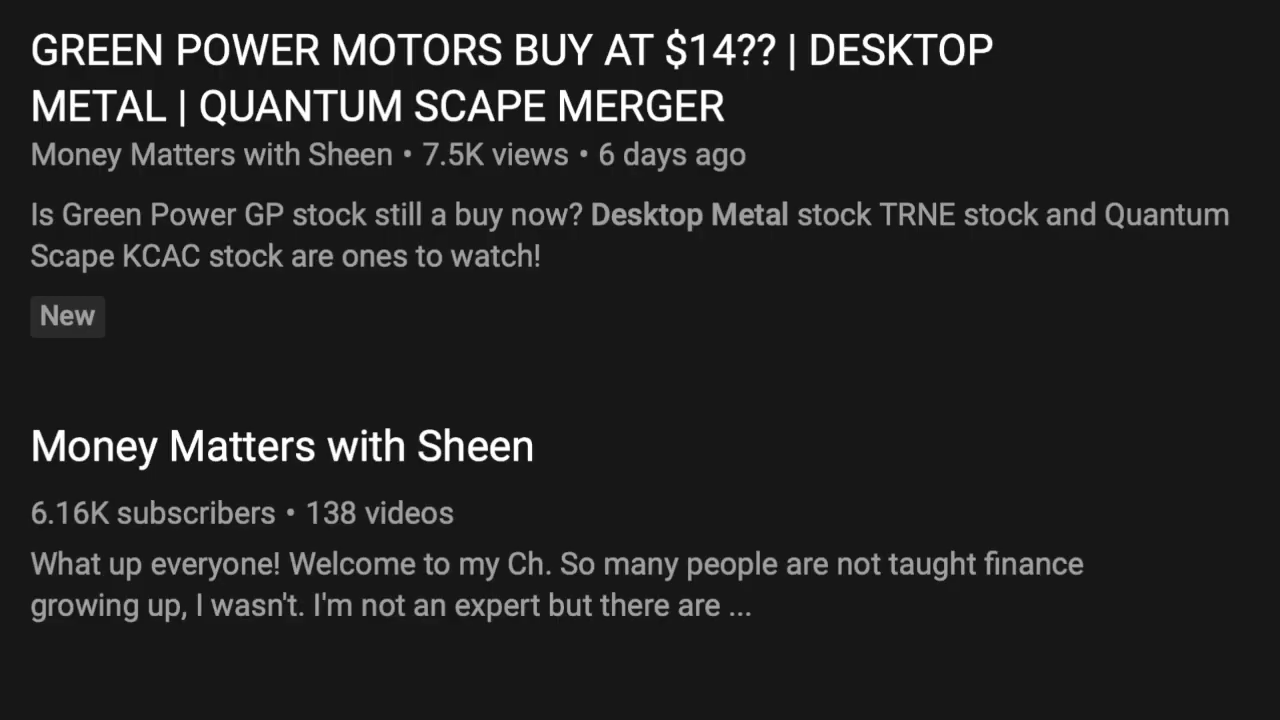 GREEN POWER MOTORS BUY AT $14?? | DESKTOP
METAL | QUANTUM SCAPE MERGER
Money Matters with Sheen • 7.5K views • 6 days ago
Is Green Power GP stock still a buy now? Desktop Metal stock TRNE stock and Quantum
Scape KCAC stock are ones to watch!
New
Money Matters with Sheen
6.16K subscribers • 138 videos
What up everyone! Welcome to my Ch. So many people are not taught finance
growing up, I wasn't. I'm not an expert but there are ...